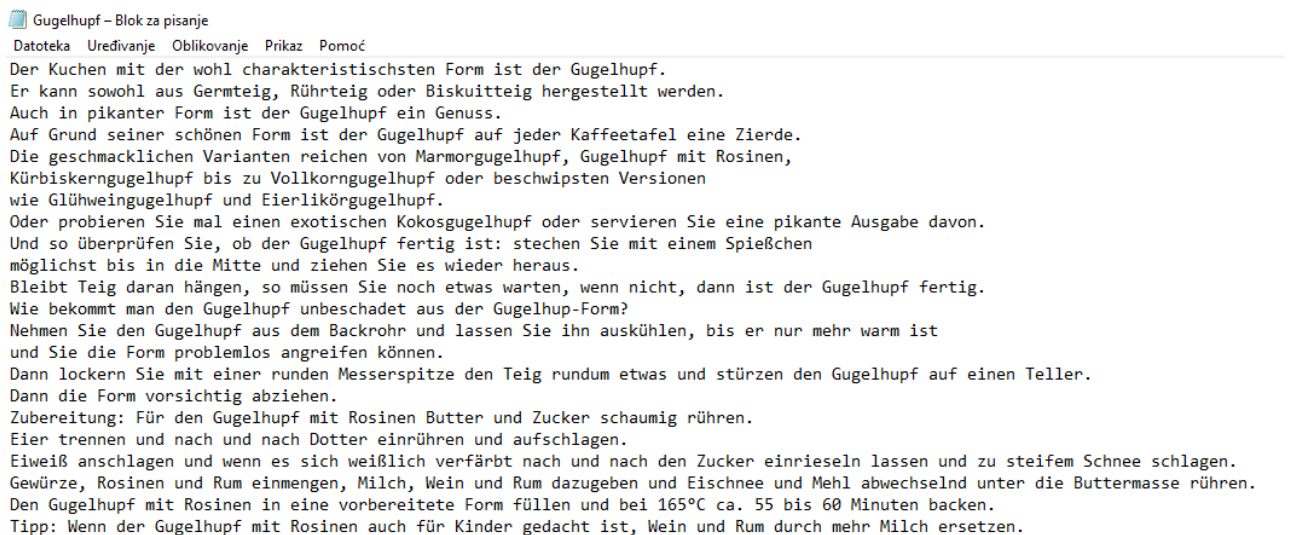 Gugelhupf – Blok za pisanje
Datoteka Uređivanje Oblikovanje Prikaz Pomoć
Der Kuchen mit der wohl charakteristischsten Form ist der Gugelhupf.
Er kann sowohl aus Germteig, Rührteig oder Biskuitteig hergestellt werden.
Auch in pikanter Form ist der Gugelhupf ein Genuss.
Auf Grund seiner schönen Form ist der Gugelhupf auf jeder Kaffeetafel eine Zierde.
Die geschmacklichen Varianten reichen von Marmorgugelhupf, Gugelhupf mit Rosinen,
Kürbiskerngugelhupf bis zu Vollkorngugelhupf oder beschwipsten Versionen
wie Glühweingugelhupf und Eierlikörgugelhupf.
Oder probieren Sie mal einen exotischen Kokosgugelhupf oder servieren Sie eine pikante Ausgabe davon.
Und so überprüfen Sie, ob der Gugelhupf fertig ist: stechen Sie mit einem Spießchen
möglichst bis in die Mitte und ziehen Sie es wieder heraus.
Bleibt Teig daran hängen, so müssen Sie noch etwas warten, wenn nicht, dann ist der Gugelhupf fertig.
Wie bekommt man den Gugelhupf unbeschadet aus der Gugelhup-Form?
Nehmen Sie den Gugelhupf aus dem Backrohr und lassen Sie ihn auskühlen, bis er nur mehr warm ist
und Sie die Form problemlos angreifen können.
Dann lockern Sie mit einer runden Messerspitze den Teig rundum etwas und stürzen den Gugelhupf auf einen Teller.
Dann die Form vorsichtig abziehen.
Zubereitung: Für den Gugelhupf mit Rosinen Butter und Zucker schaumig rühren.
Eier trennen und nach und nach Dotter einrühren und aufschlagen.
Eiweiß anschlagen und wenn es sich weißlich verfärbt nach und nach den Zucker einrieseln lassen und zu steifem Schnee schlagen.
Gewürze, Rosinen und Rum einmengen, Milch, Wein und Rum dazugeben und Eischnee und Mehl abwechselnd unter die Buttermasse rühren.
Den Gugelhupf mit Rosinen in eine vorbereitete Form füllen und bei 165°C ca. 55 bis 60 Minuten backen.
Tipp: Wenn der Gugelhupf mit Rosinen auch für Kinder gedacht ist, Wein und Rum durch mehr Milch ersetzen.